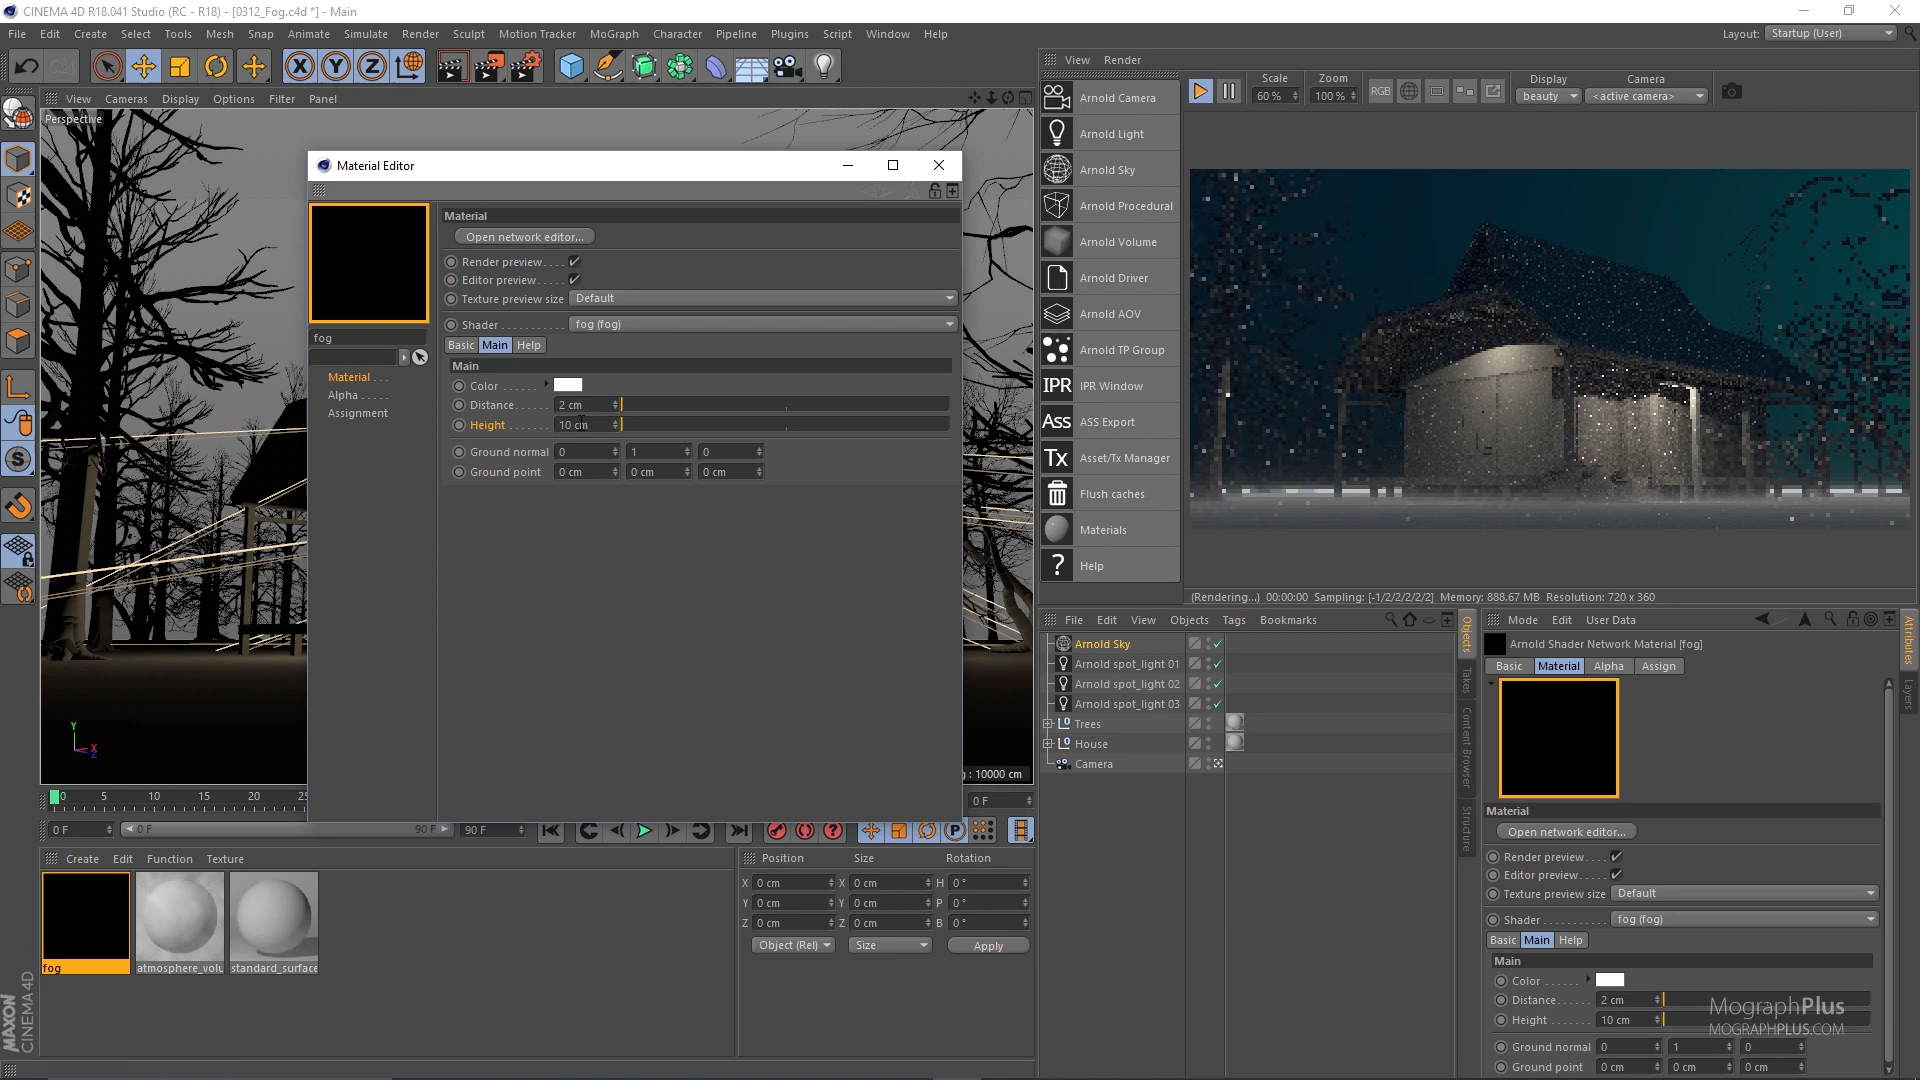 CINEMA 4D R18.041 Studio (RC - R18) - [0312_Fog.c4d *] - Main
File Edit Create Select Tools Mesh Snap Animate Simulate Render Sculpt Motion Tracker MoGraph Character Pipeline Plugins Script Window Help
Layout: Startup (User)
X Y Z
View Cameras Display Options Filter Panel
Perspective
: 10000 cm
Y
X
Z
Material Editor
fog
Material . . .
Alpha . . . . .
Assignment
Material
Open network editor...
Render preview. . . .
Editor preview. . . . .
Texture preview size Default
Shader . . . . . . . . . . . fog (fog)
Basic Main Help
Main
Color . . . . . .
Distance. . . . . . 2 cm
Height . . . . . . . 10 cm
Ground normal 0 1 0
Ground point 0 cm 0 cm 0 cm
View Render
Arnold Camera
Arnold Light
Arnold Sky
Arnold Procedural
Arnold Volume
Arnold Driver
Arnold AOV
Arnold TP Group
IPR IPR Window
Ass ASS Export
Tx Asset/Tx Manager
Flush caches
Materials
? Help
Scale
60 %
Zoom
100 %
RGB
Display
beauty
Camera
<active camera>
(Rendering...) 00:00:00 Sampling: [-1/2/2/2/2/2] Memory: 888.67 MB Resolution: 720 x 360
File Edit View Objects Tags Bookmarks
Arnold Sky
Arnold spot_light 01
Arnold spot_light 02
Arnold spot_light 03
Trees
House
Camera
Objects
Takes
Content Browser
Structure
Mode Edit User Data
Arnold Shader Network Material [fog]
Basic Material Alpha Assign
Material
Open network editor...
Render preview. . . .
Editor preview. . . . .
Texture preview size Default
Shader . . . . . . . . . . . fog (fog)
Basic Main Help
Main
Color . . . . . .
Distance. . . . . . 2 cm
Height . . . . . . . 10 cm
Ground normal 0 1 0
Ground point 0 cm 0 cm 0 cm
Attributes
Layers
MographPlus
MOGRAPHPLUS.COM
0 5 10 15 20
0 F
0 F
0 F
90 F
90 F
P
Create Edit Function Texture
fog
atmosphere_volu
standard_surface
Position Size Rotation
X 0 cm X 0 cm H 0 °
Y 0 cm Y 0 cm P 0 °
Z 0 cm Z 0 cm B 0 °
Object (Rel) Size Apply
MAXON
CINEMA 4D